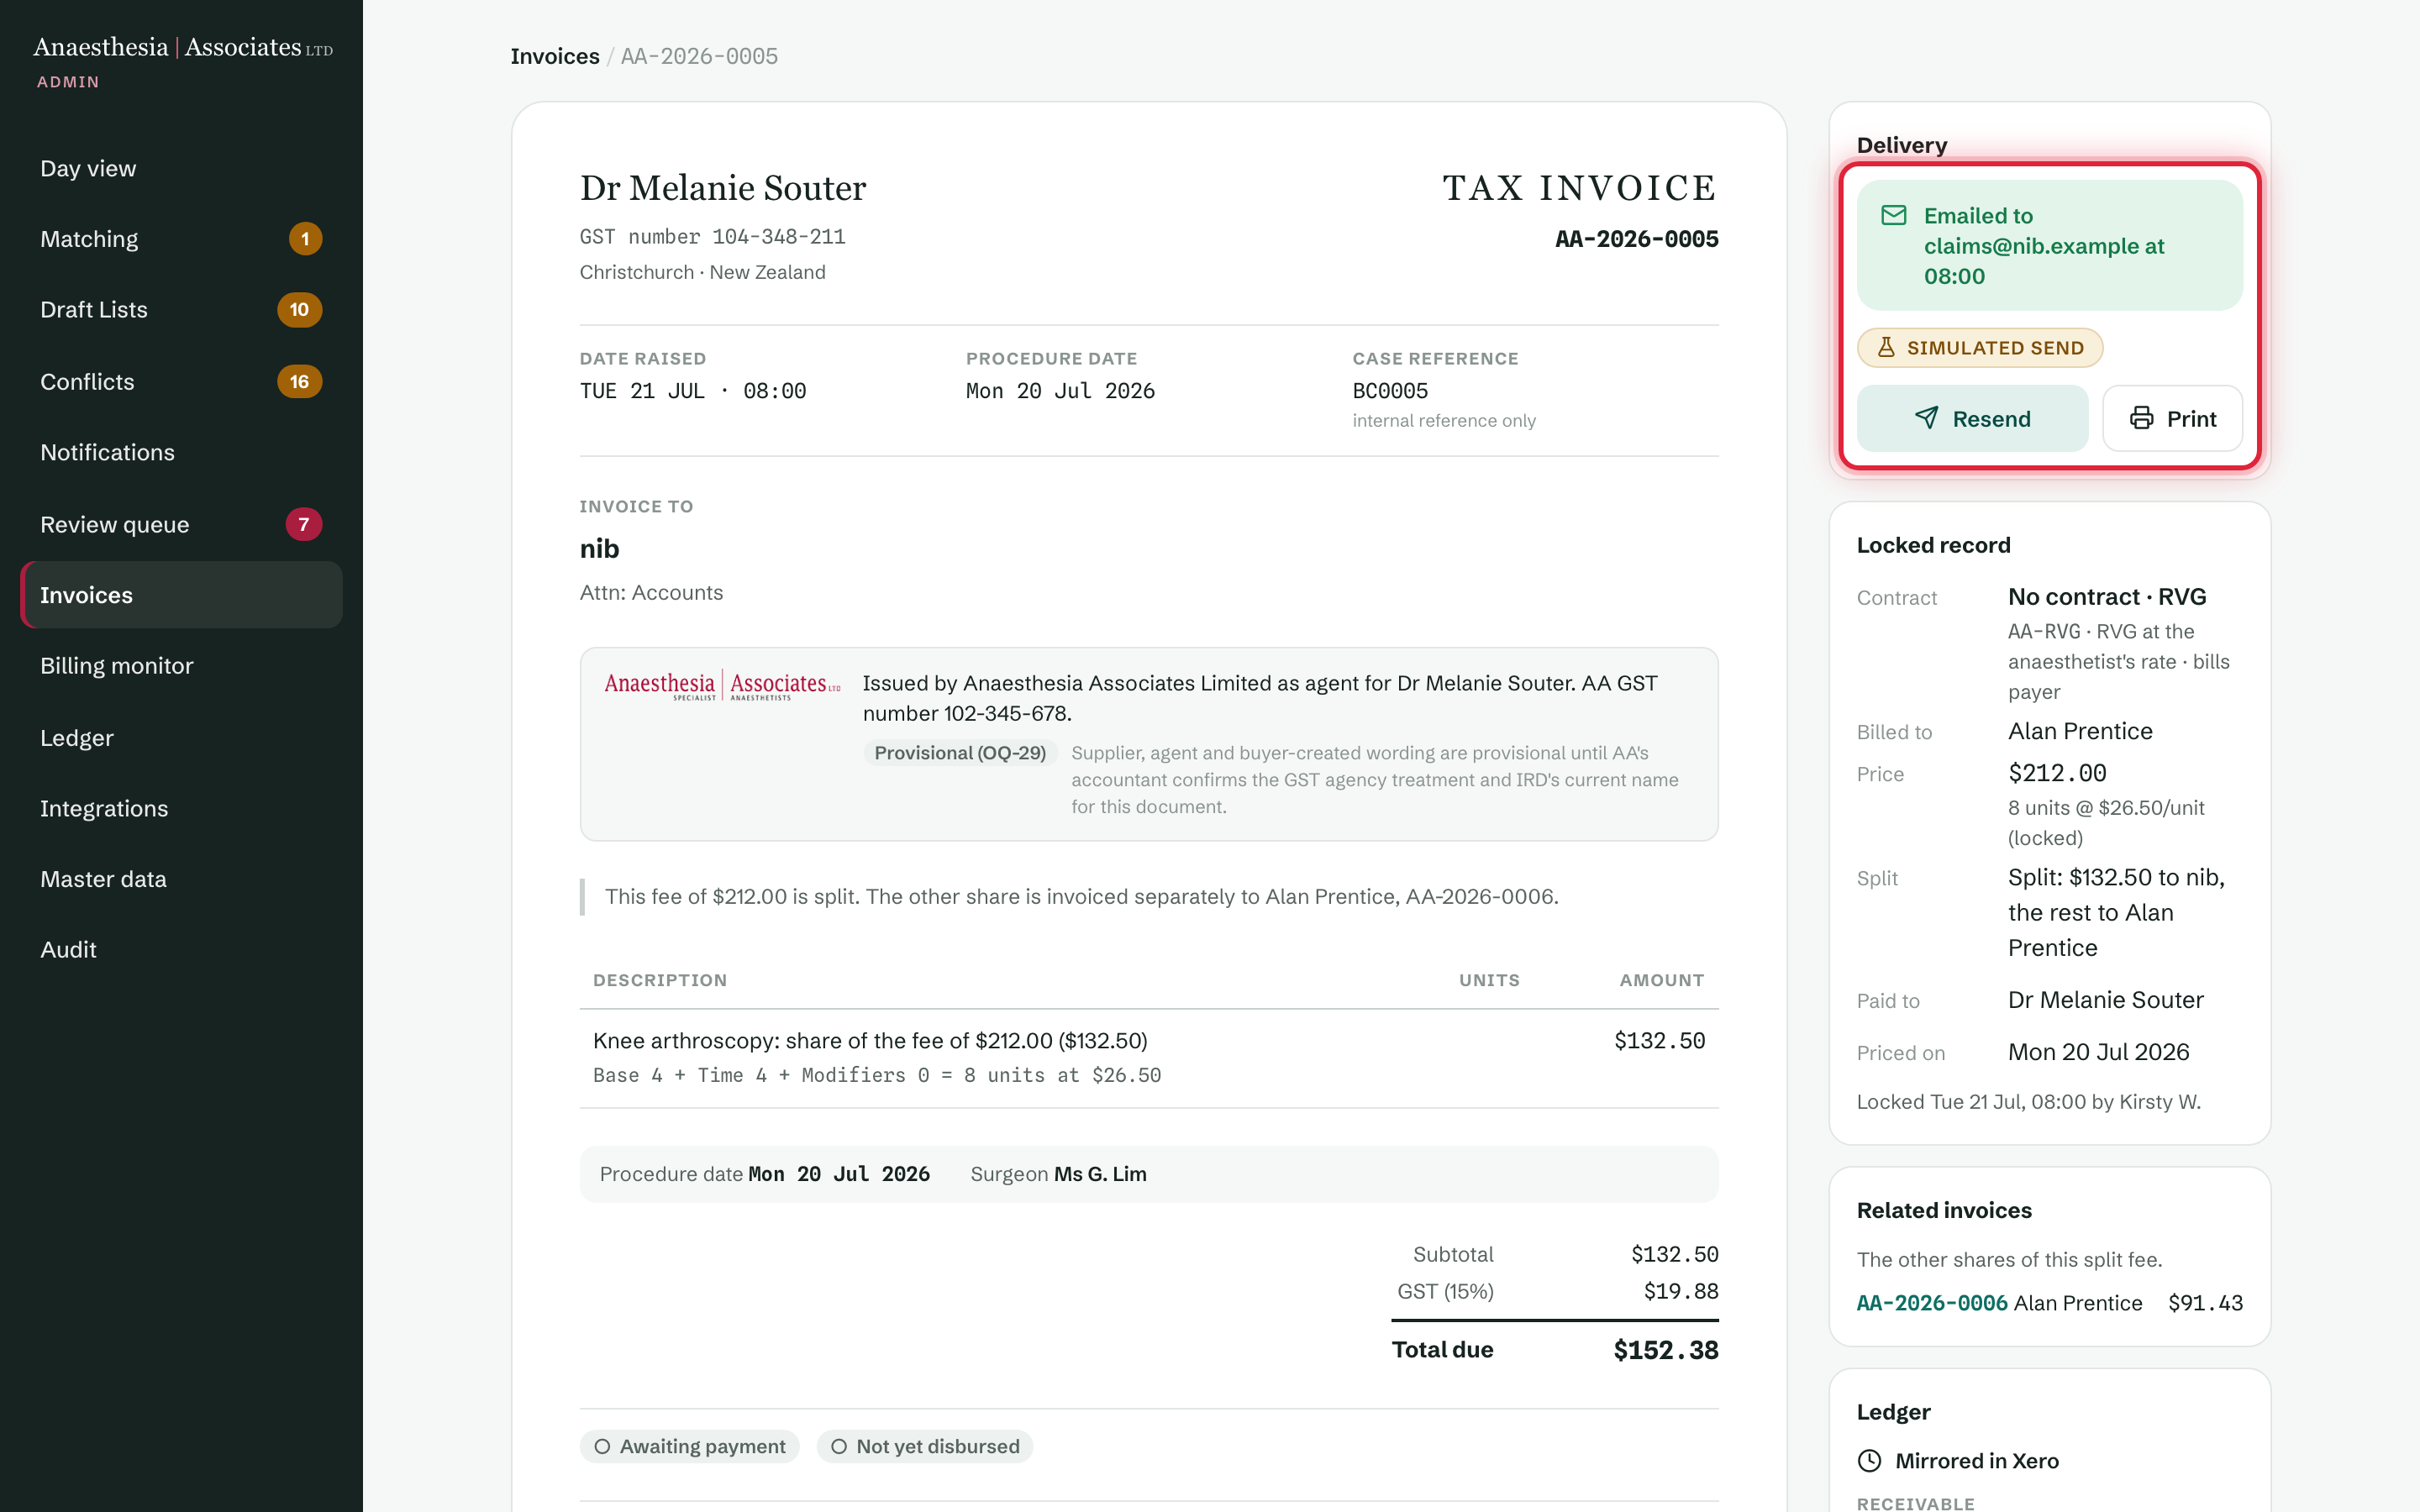 Anaesthesia | Associates LTD
ADMIN
Day view
Matching 1
Draft Lists 10
Conflicts 16
Notifications
Review queue 7
Invoices
Billing monitor
Ledger
Integrations
Master data
Audit
Invoices / AA-2026-0005
Dr Melanie Souter
GST number 104-348-211
Christchurch · New Zealand
TAX INVOICE
AA-2026-0005
DATE RAISED
TUE 21 JUL · 08:00
PROCEDURE DATE
Mon 20 Jul 2026
CASE REFERENCE
BC0005
internal reference only
INVOICE TO
nib
Attn: Accounts
Anaesthesia | Associates LTD
SPECIALIST ANAESTHETISTS
Issued by Anaesthesia Associates Limited as agent for Dr Melanie Souter. AA GST
number 102-345-678.
Provisional (OQ-29)
Supplier, agent and buyer-created wording are provisional until AA's
accountant confirms the GST agency treatment and IRD's current name
for this document.
This fee of $212.00 is split. The other share is invoiced separately to Alan Prentice, AA-2026-0006.
DESCRIPTION UNITS AMOUNT
Knee arthroscopy: share of the fee of $212.00 ($132.50) $132.50
Base 4 + Time 4 + Modifiers 0 = 8 units at $26.50
Procedure date Mon 20 Jul 2026 Surgeon Ms G. Lim
Subtotal $132.50
GST (15%) $19.88
Total due $152.38
Awaiting payment
Not yet disbursed
Delivery
Emailed to
claims@nib.example at
08:00
SIMULATED SEND
Resend
Print
Locked record
Contract No contract · RVG
AA-RVG · RVG at the
anaesthetist's rate · bills
payer
Billed to Alan Prentice
Price $212.00
8 units @ $26.50/unit
(locked)
Split Split: $132.50 to nib,
the rest to Alan
Prentice
Paid to Dr Melanie Souter
Priced on Mon 20 Jul 2026
Locked Tue 21 Jul, 08:00 by Kirsty W.
Related invoices
The other shares of this split fee.
AA-2026-0006 Alan Prentice $91.43
Ledger
Mirrored in Xero
RECEIVABLE